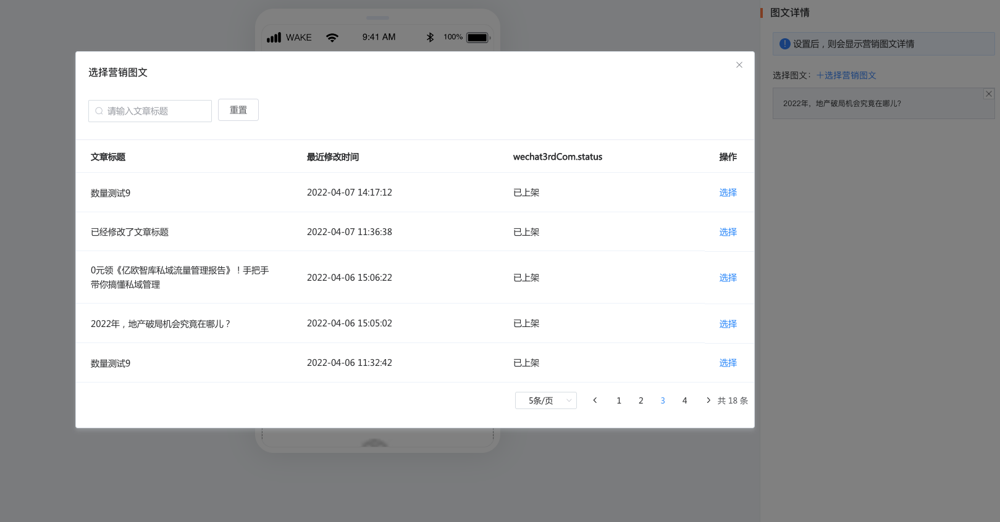 WAKE 9:41 AM 100%
图文详情
! 设置后，则会显示营销图文详情
选择图文： 十选择营销图文
2022年，地产破局机会究竟在哪儿？
选择营销图文
请输入文章标题 重置
文章标题 最近修改时间 wechat3rdCom.status 操作
数量测试9 2022-04-07 14:17:12 已上架 选择
已经修改了文章标题 2022-04-07 11:36:38 已上架 选择
0元领《亿欧智库私域流量管理报告》！手把手
带你搞懂私域管理 2022-04-06 15:06:22 已上架 选择
2022年，地产破局机会究竟在哪儿？ 2022-04-06 15:05:02 已上架 选择
数量测试9 2022-04-06 11:32:42 已上架 选择
5条/页 1 2 3 4 共 18 条